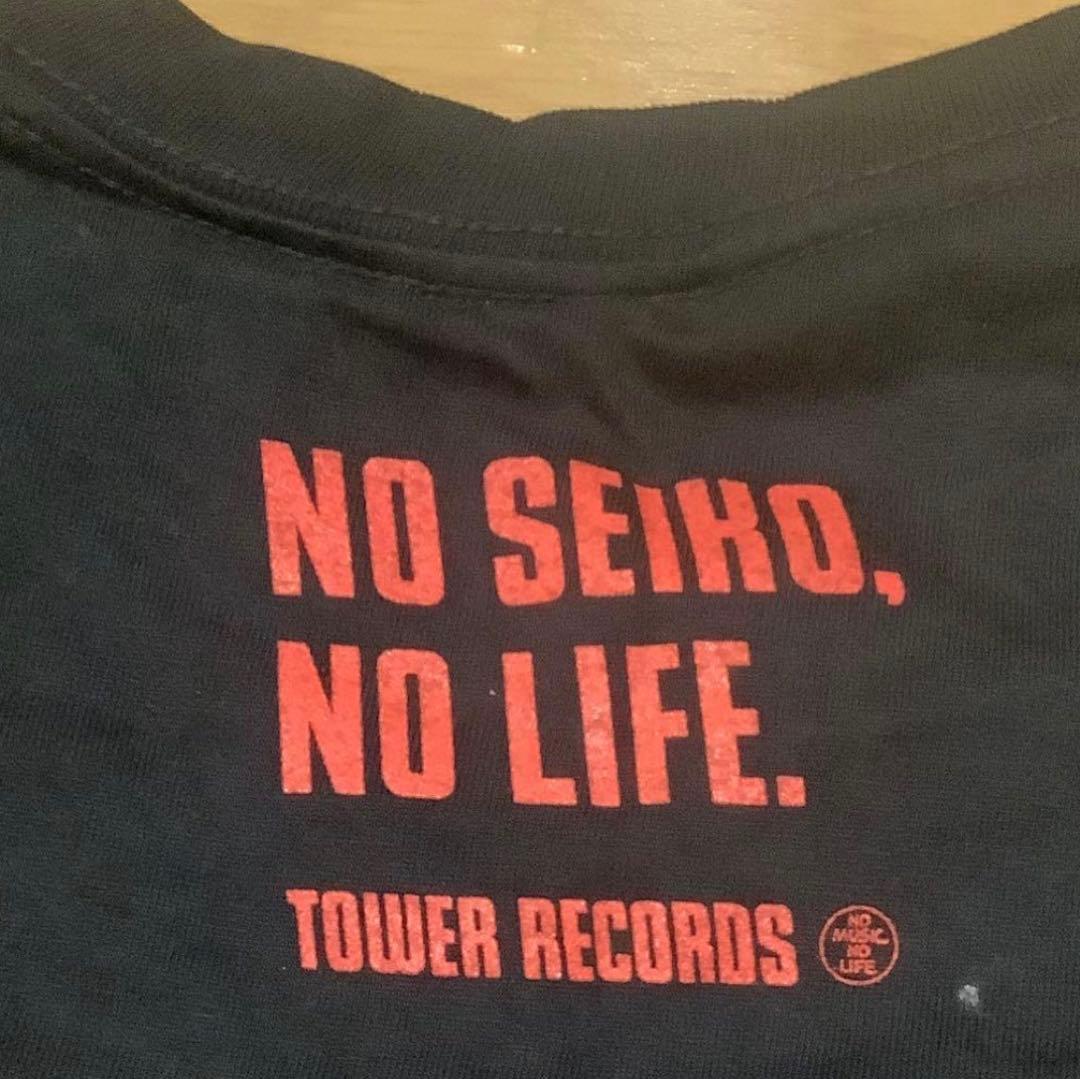 NO SEIKO,
NO LIFE.
TOWER RECORDS
NO
MUSIC,
NO
LIFE.